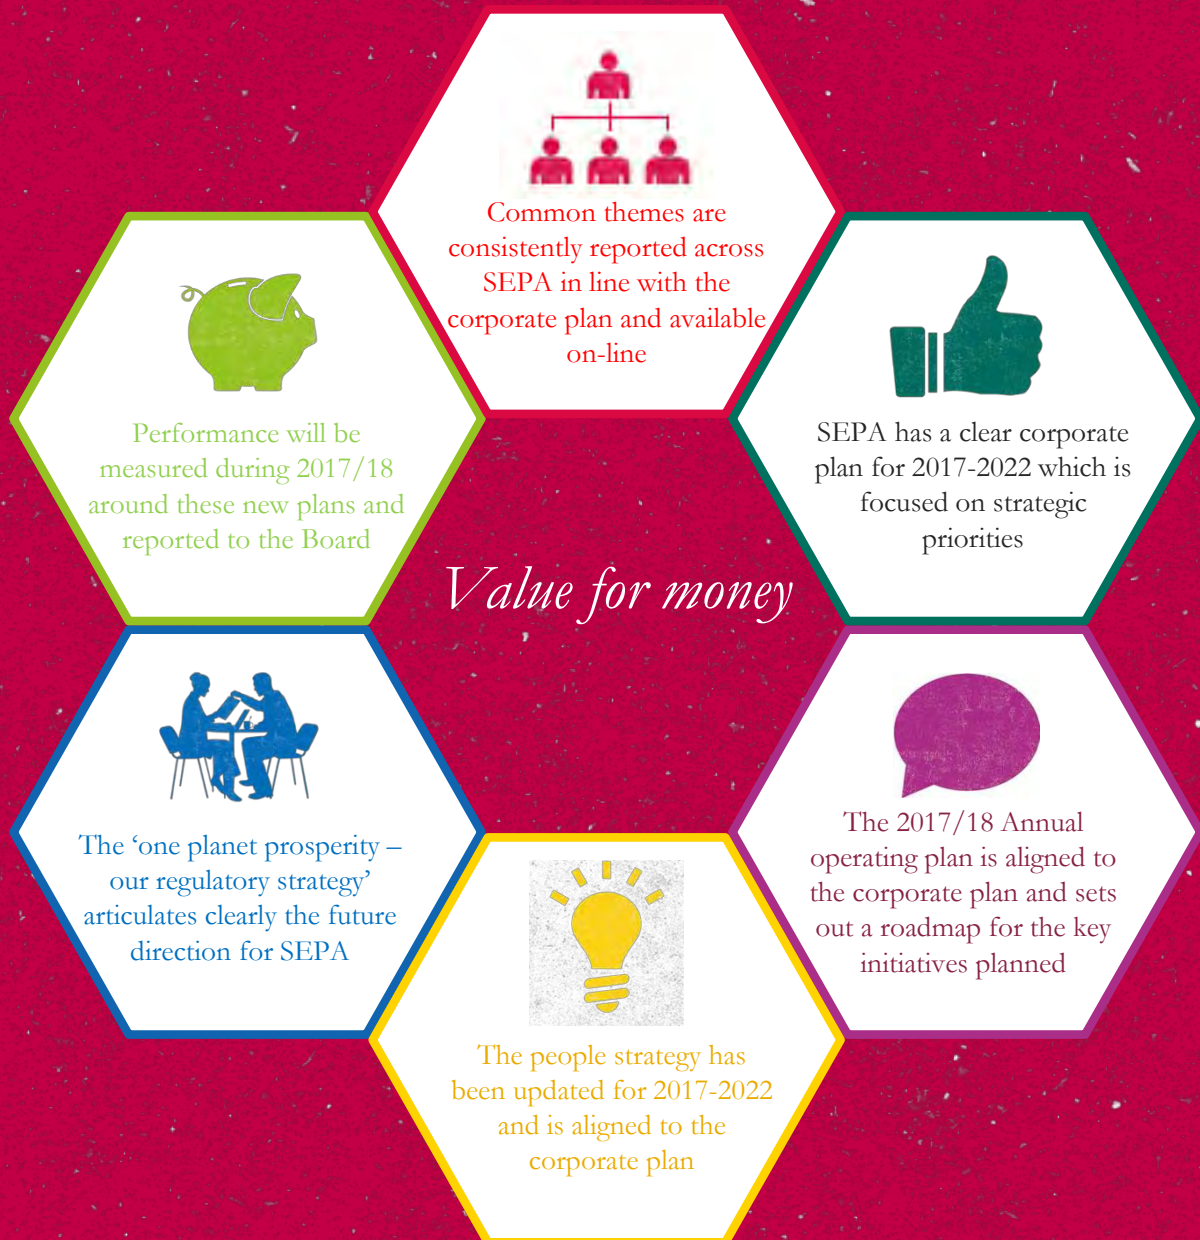 Common themes are
consistently reported across
SEPA in line with the
corporate plan and available
on-line
SEPA has a clear corporate
plan for 2017-2022 which is
focused on strategic
priorities
The 2017/18 Annual
operating plan is aligned to
the corporate plan and sets
out a roadmap for the key
initiatives planned
The people strategy has
been updated for 2017-2022
and is aligned to the
corporate plan
The ‘one planet prosperity –
our regulatory strategy’
articulates clearly the future
direction for SEPA
Performance will be
measured during 2017/18
around these new plans and
reported to the Board
Value for money